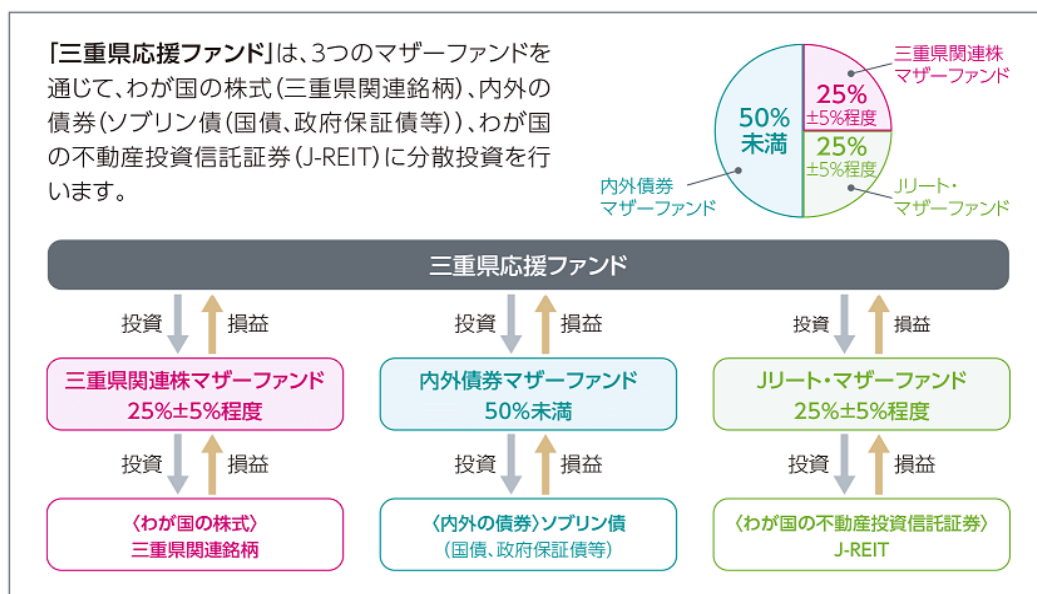 「三重県応援ファンド」は、3つのマザーファンドを
通じて、わが国の株式(三重県関連銘柄)、内外の
債券(ソブリン債(国債、政府保証債等))、わが国
の不動産投資信託証券(J-REIT)に分散投資を行
います。
三重県関連株
マザーファンド
25%
±5%程度
50%
未満
25%
±5%程度
内外債券
マザーファンド
Jリート・
マザーファンド
三重県応援ファンド
投資 損益 投資 損益 投資 損益
三重県関連株マザーファンド
25%±5%程度
内外債券マザーファンド
50%未満
Jリート・マザーファンド
25%±5%程度
投資 損益 投資 損益 投資 損益
〈わが国の株式〉
三重県関連銘柄
〈内外の債券〉ソブリン債
(国債、政府保証債等)
〈わが国の不動産投資信託証券〉
J-REIT